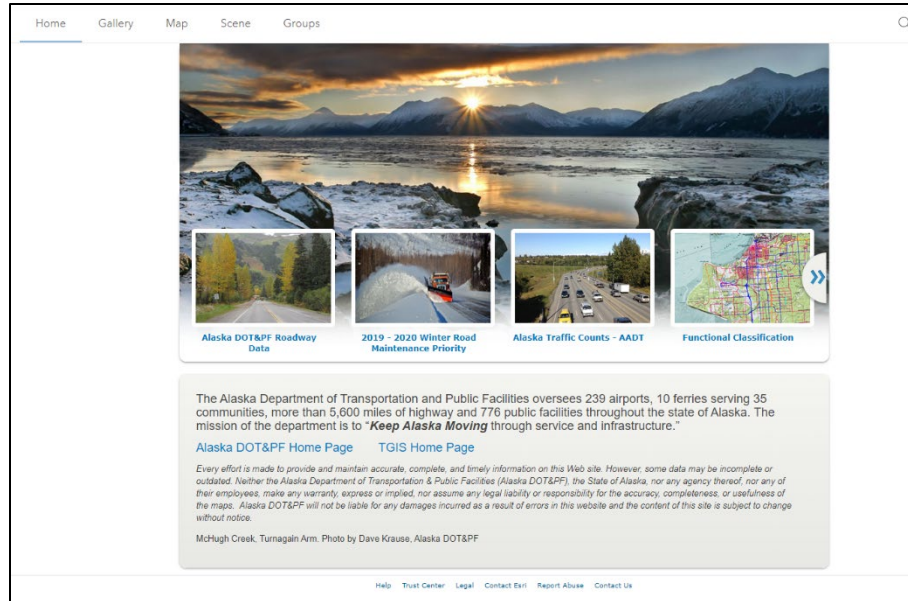 Home Gallery Map Scene Groups
Alaska DOT&PF Roadway
Data
2019 - 2020 Winter Road
Maintenance Priority
Alaska Traffic Counts - AADT
Functional Classification
The Alaska Department of Transportation and Public Facilities oversees 239 airports, 10 ferries serving 35
communities, more than 5,600 miles of highway and 776 public facilities throughout the state of Alaska. The
mission of the department is to “Keep Alaska Moving through service and infrastructure.”
Alaska DOT&PF Home Page TGIS Home Page
Every effort is made to provide and maintain accurate, complete, and timely information on this Web site. However, some data may be incomplete or
outdated. Neither the Alaska Department of Transportation & Public Facilities (Alaska DOT&PF), the State of Alaska, nor any agency thereof, nor any of
their employees, make any warranty, express or implied, nor assume any legal liability or responsibility for the accuracy, completeness, or usefulness of
the maps. Alaska DOT&PF will not be liable for any damages incurred as a result of errors in this website and the content of this site is subject to change
without notice.
McHugh Creek, Turnagain Arm. Photo by Dave Krause, Alaska DOT&PF
Help Trust Center Legal Contact Esri Report Abuse Contact Us